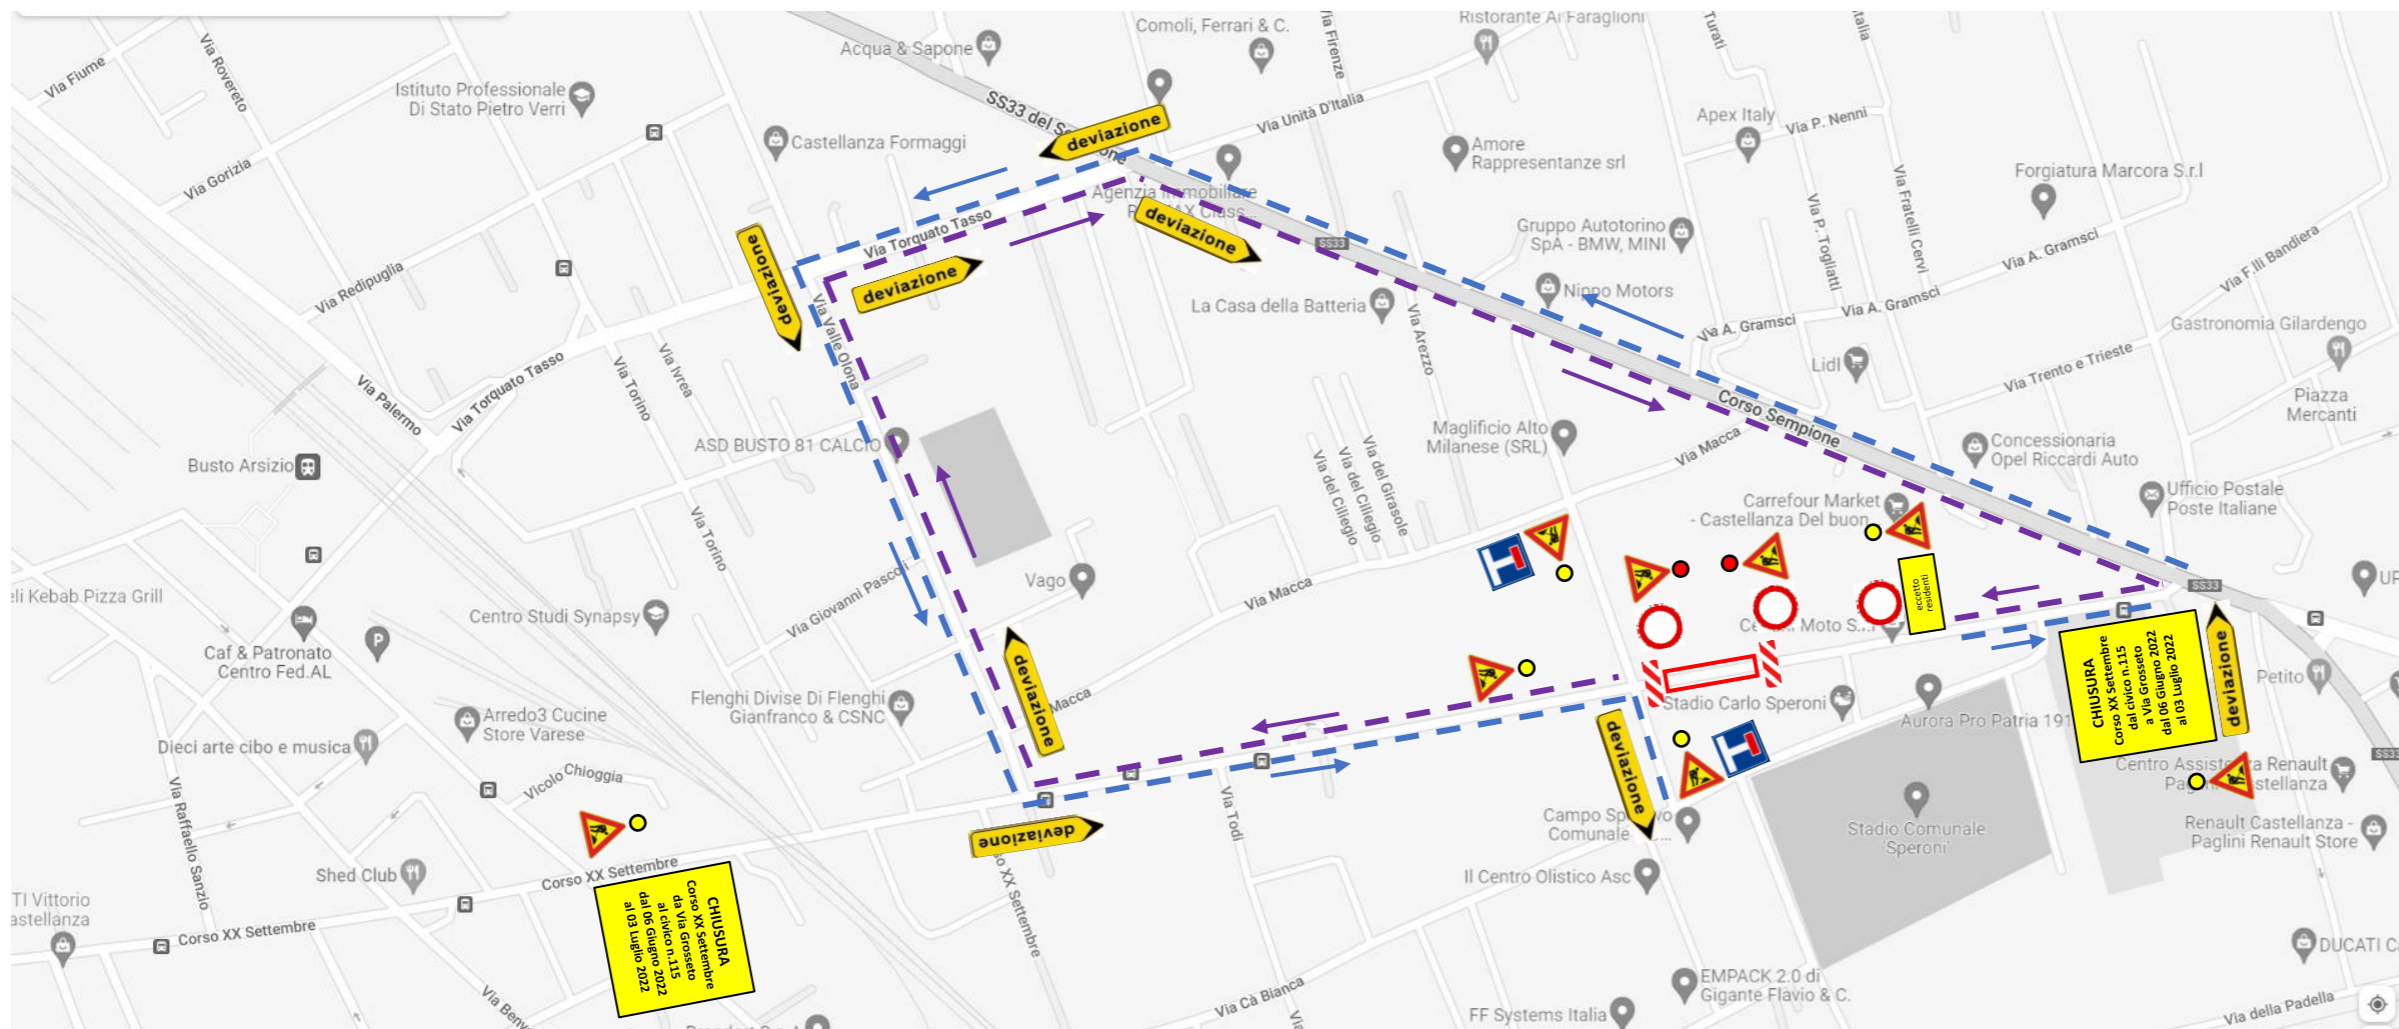 Via Fiume
Via Rovereto
Acqua & Sapone
Comoli, Ferrari & C.
Via Firenze
Ristorante Ai Faraglioni
Turati
Istituto Professionale
Di Stato Pietro Verri
SS33 del
deviazione
Via Unità D'Italia
Apex Italy
Via P. Nenni
Castellanza Formaggi
Amore
Rappresentanze srl
Via Gorizia
Agenzia Immobiliare
Forgiatura Marcora S.r.l
Via Fratelli Cervi
Via P. Togliatti
deviazione
Via Torquato Tasso
deviazione
SS33
Gruppo Autotorino
SpA - BMW, MINI
Via A. Gramsci
Via F.lli Bandiera
Via Redipuglia
deviazione
Via Valle Olona
La Casa della Batteria
Nippo Motors
Via A. Gramsci
Via A. Gramsci
Gastronomia Gilardengo
Via Arezzo
Lidl
Via Trento e Trieste
Via Palermo
Via Torquato Tasso
Via Torino
Via Ivrea
Corso Sempione
Piazza
Mercanti
ASD BUSTO 81 CALCIO
Maglificio Alto
Milanese (SRL)
Via Macca
Concessionaria
Opel Riccardi Auto
Busto Arsizio
Via del Ciliegio
Via del Ciliegio
Via del Girasole
Carrefour Market
- Castellanza Del buon
Ufficio Postale
Poste Italiane
Via Torino
Via Giovanni Pascoli
Vago
Via Macca
eccetto
residenti
SS33
eli Kebab Pizza Grill
Centro Studi Synapsy
P
Caf & Patronato
Centro Fed.AL
Moto
CHIUSURA
Corso XX Settembre
dal civico n.115
a Via Grosseto
dal 06 Giugno 2022
al 03 Luglio 2022
deviazione
Petito
Flenghi Divise Di Flenghi
Gianfranco & CSNC
deviazione
Macca
Stadio Carlo Speroni
Aurora Pro Patria 191
SS33
Arredo3 Cucine
Store Varese
Dieci arte cibo e musica
Vicolo Chioggia
deviazione
Centro Assistenza Renault
Via Raffaello Sanzio
deviazione
Via Todi
Campo
Comunale
Stadio Comunale
'Speroni'
Renault Castellanza -
Paglini Renault Store
Shed Club
Corso XX Settembre
XX Settembre
Il Centro Olistico Asc
CHIUSURA
Corso XX Settembre
da Via Grosseto
al civico n.115
dal 06 Giugno 2022
al 03 Luglio 2022
TI Vittorio
astellanza
Corso XX Settembre
DUCATI
EMPACK 2.0 di
Gigante Flavio & C.
Via Cà Bianca
FF Systems Italia
Via della Padella